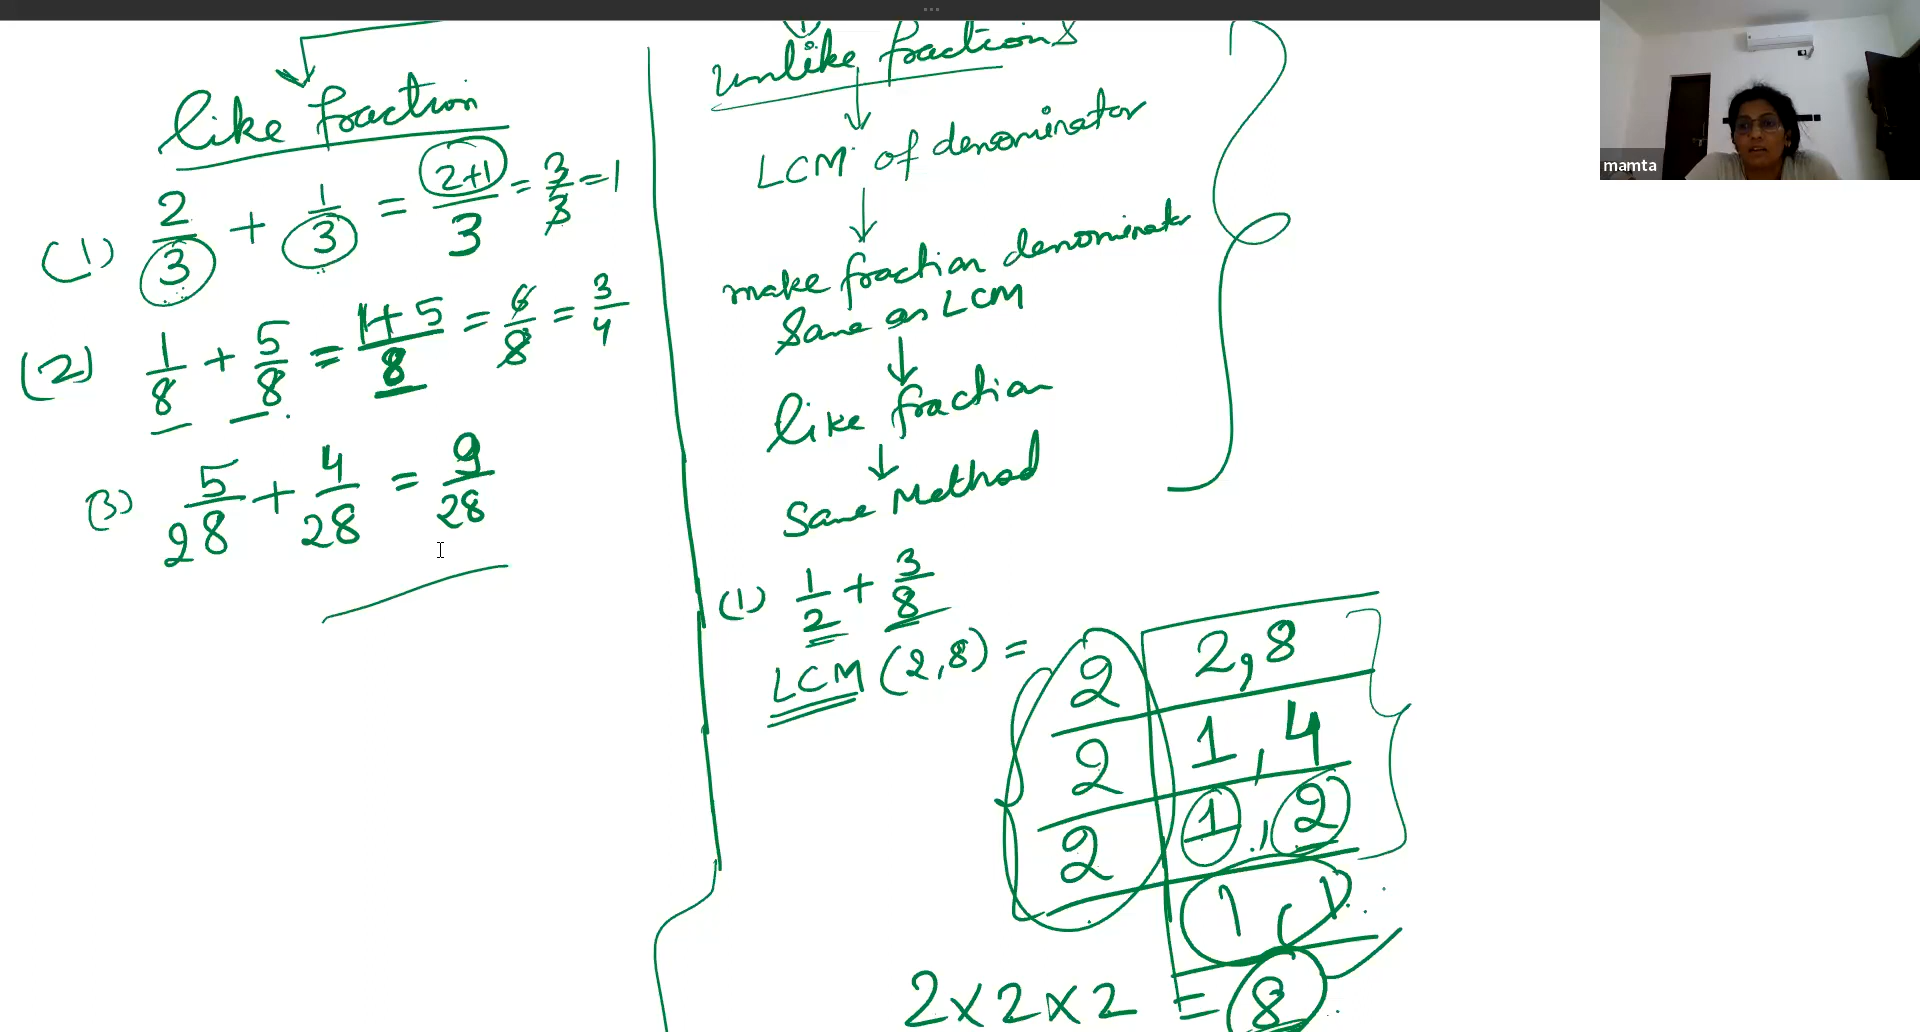 like fraction
(1) 2/3 + 1/3 = 2+1/3 = 3/3 = 1
(2) 1/8 + 5/8 = 1+5/8 = 6/8 = 3/4
(3) 5/28 + 4/28 = 9/28
unlike fractions
LCM of denominator
make fraction denominator
Same as LCM
like fraction
Same Method
(1) 1/2 + 3/8
LCM (2,8) =
2 | 2,8
2 | 1,4
2 | 1,2
1,1
2×2×2 = 8
mamta